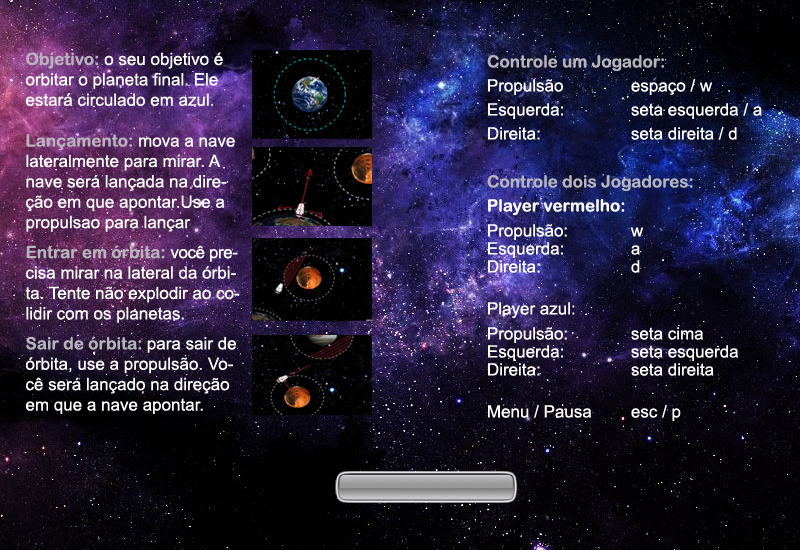 Objetivo: o seu objetivo é
orbitar o planeta final. Ele
estará circulado em azul.
Lançamento: mova a nave
lateralmente para mirar. A
nave será lançada na dire-
ção em que apontar.Use a
propulsao para lançar
Entrar em órbita: você pre-
cisa mirar na lateral da órbi-
ta. Tente não explodir ao co-
lidir com os planetas.
Sair de órbita: para sair de
órbita, use a propulsão. Vo-
cê será lançado na direção
em que a nave apontar.
Controle um Jogador:
Propulsão espaço / w
Esquerda: seta esquerda / a
Direita: seta direita / d
Controle dois Jogadores:
Player vermelho:
Propulsão: w
Esquerda: a
Direita: d
Player azul:
Propulsão: seta cima
Esquerda: seta esquerda
Direita: seta direita
Menu / Pausa esc / p